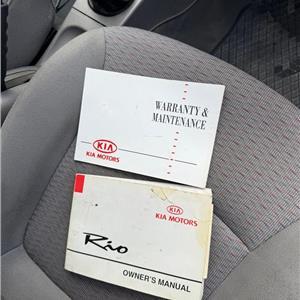 WARRANTY &
MAINTENANCE
KIA
KIA MOTORS
KIA
KIA MOTORS
Rio
OWNER'S MANUAL